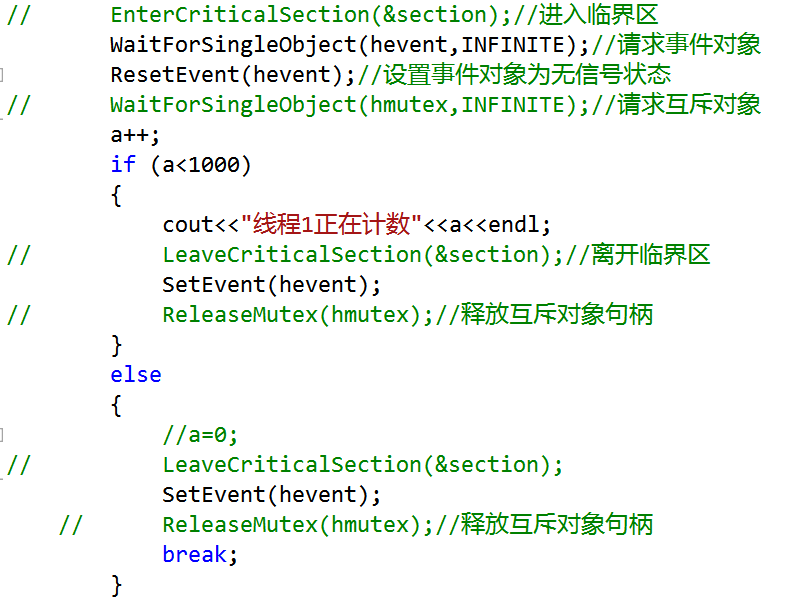 //      EnterCriticalSection(&section);//进入临界区
        WaitForSingleObject(hevent,INFINITE);//请求事件对象
        ResetEvent(hevent);//设置事件对象为无信号状态
//      WaitForSingleObject(hmutex,INFINITE);//请求互斥对象
        a++;
        if (a<1000)
        {
            cout<<"线程1正在计数"<<a<<endl;
//          LeaveCriticalSection(&section);//离开临界区
            SetEvent(hevent);
//          ReleaseMutex(hmutex);//释放互斥对象句柄
        }
        else
        {
            //a=0;
//          LeaveCriticalSection(&section);
            SetEvent(hevent);
    //      ReleaseMutex(hmutex);//释放互斥对象句柄
            break;
        }